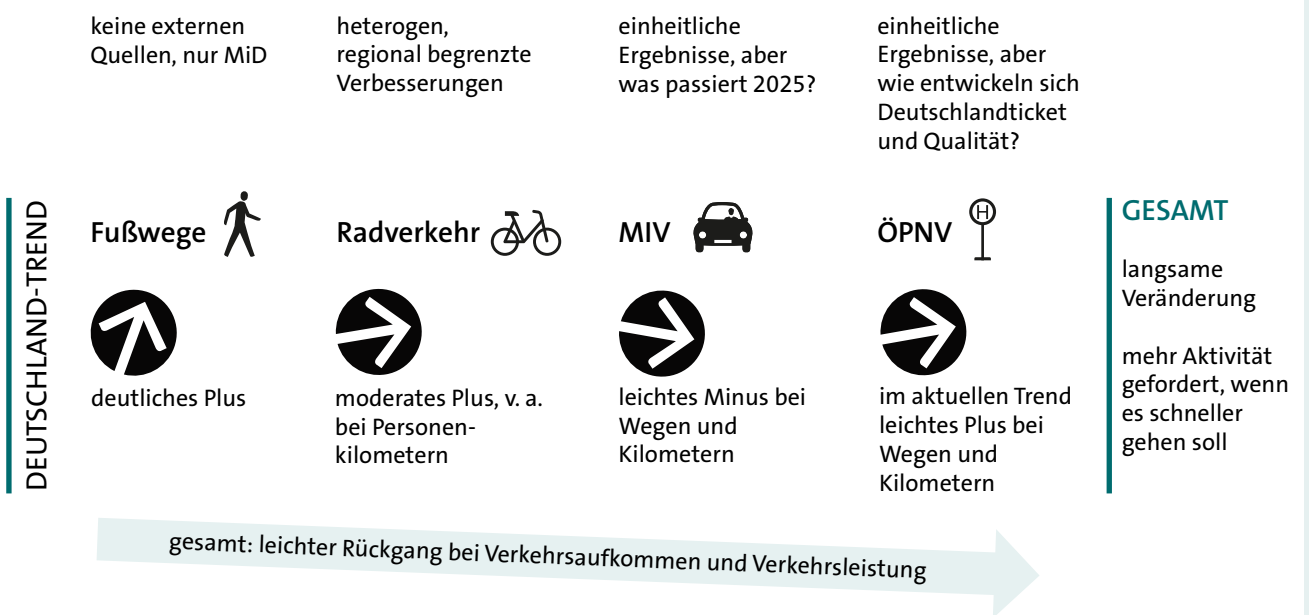 keine externen
Quellen, nur MiD
heterogen,
regional begrenzte
Verbesserungen
einheitliche
Ergebnisse, aber
was passiert 2025?
einheitliche
Ergebnisse, aber
wie entwickeln sich
Deutschlandticket
und Qualität?
DEUTSCHLAND-TREND
Fußwege
deutliches Plus
Radverkehr
moderates Plus, v. a.
bei Personen-
kilometern
MIV
leichtes Minus bei
Wegen und
Kilometern
ÖPNV
H
im aktuellen Trend
leichtes Plus bei
Wegen und
Kilometern
GESAMT
langsame
Veränderung
mehr Aktivität
gefordert, wenn
es schneller
gehen soll
gesamt: leichter Rückgang bei Verkehrsaufkommen und Verkehrsleistung